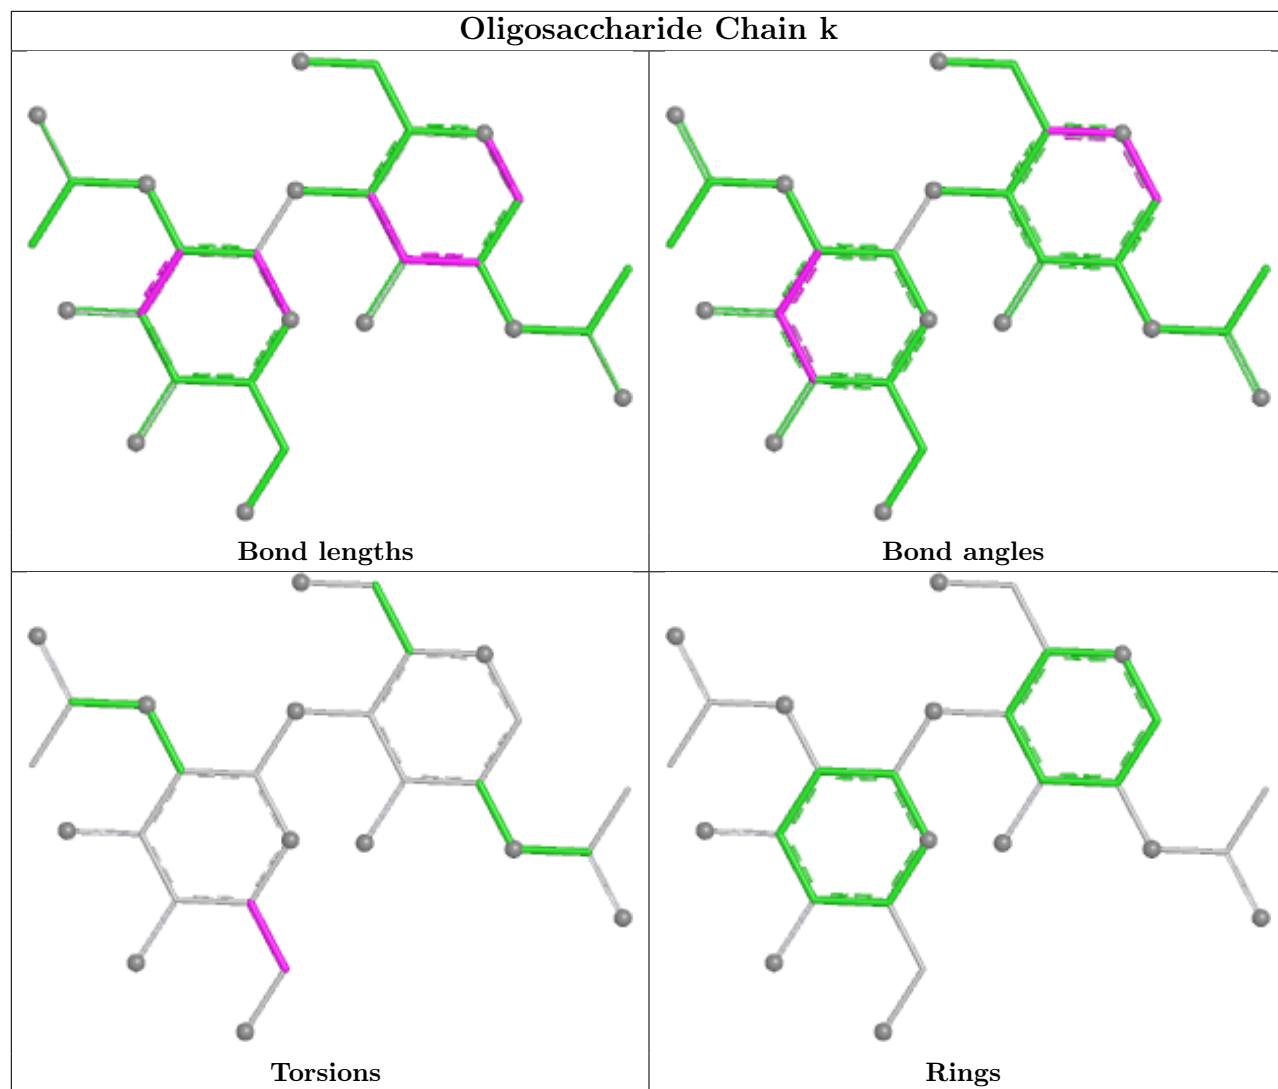 Oligosaccharide Chain k
Bond lengths
Bond angles
Torsions
Rings